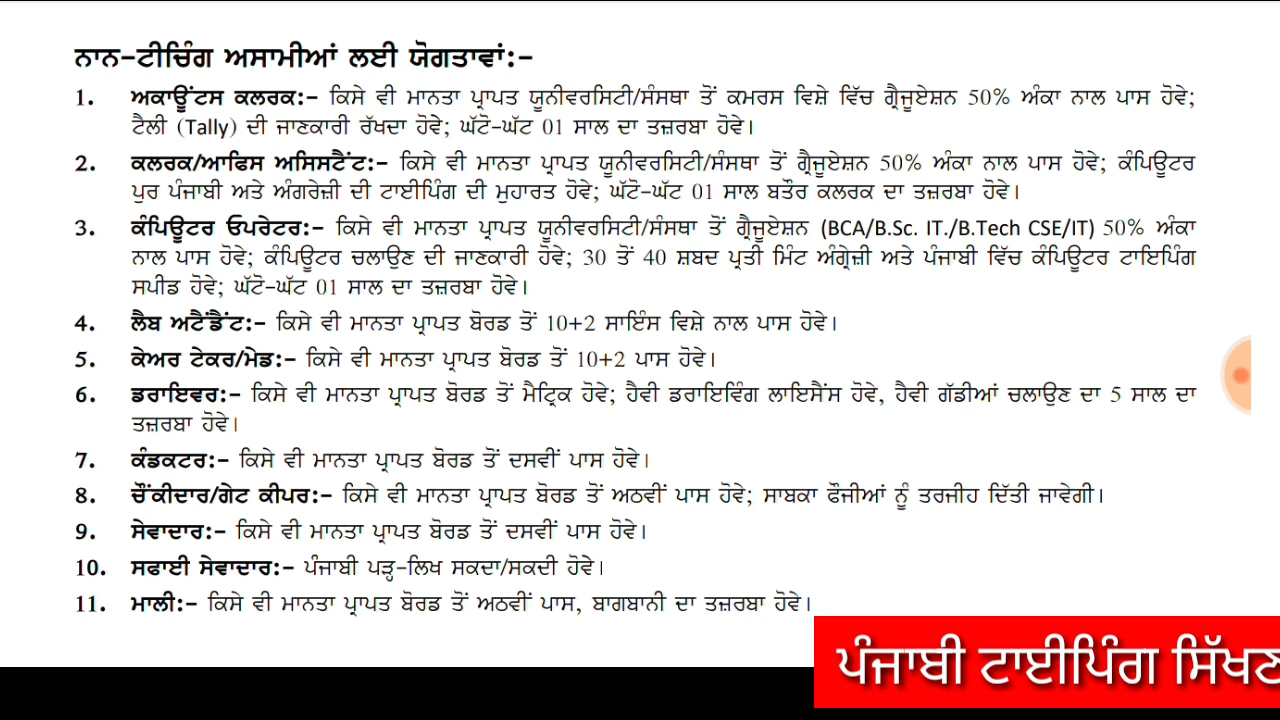 ਨਾਨ-ਟੀਚਿੰਗ ਅਸਾਮੀਆਂ ਲਈ ਯੋਗਤਾਵਾਂ:-
1. ਅਕਾਊਂਟਸ ਕਲਰਕ:- ਕਿਸੇ ਵੀ ਮਾਨਤਾ ਪ੍ਰਾਪਤ ਯੂਨੀਵਰਸਿਟੀ/ਸੰਸਥਾ ਤੋਂ ਕਮਰਸ ਵਿਸ਼ੇ ਵਿੱਚ ਗ੍ਰੈਜੂਏਸ਼ਨ 50% ਅੰਕਾ ਨਾਲ ਪਾਸ ਹੋਵੇ;
ਟੈਲੀ (Tally) ਦੀ ਜਾਣਕਾਰੀ ਰੱਖਦਾ ਹੋਵੇ; ਘੱਟੋ-ਘੱਟ 01 ਸਾਲ ਦਾ ਤਜ਼ਰਬਾ ਹੋਵੇ।
2. ਕਲਰਕ/ਆਫਿਸ ਅਸਿਸਟੈਂਟ:- ਕਿਸੇ ਵੀ ਮਾਨਤਾ ਪ੍ਰਾਪਤ ਯੂਨੀਵਰਸਿਟੀ/ਸੰਸਥਾ ਤੋਂ ਗ੍ਰੈਜੂਏਸ਼ਨ 50% ਅੰਕਾ ਨਾਲ ਪਾਸ ਹੋਵੇ; ਕੰਪਿਊਟਰ
ਪੁਰ ਪੰਜਾਬੀ ਅਤੇ ਅੰਗਰੇਜ਼ੀ ਦੀ ਟਾਈਪਿੰਗ ਦੀ ਮੁਹਾਰਤ ਹੋਵੇ; ਘੱਟੋ-ਘੱਟ 01 ਸਾਲ ਬਤੌਰ ਕਲਰਕ ਦਾ ਤਜ਼ਰਬਾ ਹੋਵੇ।
3. ਕੰਪਿਊਟਰ ਓਪਰੇਟਰ:- ਕਿਸੇ ਵੀ ਮਾਨਤਾ ਪ੍ਰਾਪਤ ਯੂਨੀਵਰਸਿਟੀ/ਸੰਸਥਾ ਤੋਂ ਗ੍ਰੈਜੂਏਸ਼ਨ (BCA/B.Sc. IT./B.Tech CSE/IT) 50% ਅੰਕਾ
ਨਾਲ ਪਾਸ ਹੋਵੇ; ਕੰਪਿਊਟਰ ਚਲਾਉਣ ਦੀ ਜਾਣਕਾਰੀ ਹੋਵੇ; 30 ਤੋਂ 40 ਸ਼ਬਦ ਪ੍ਰਤੀ ਮਿੰਟ ਅੰਗ੍ਰੇਜ਼ੀ ਅਤੇ ਪੰਜਾਬੀ ਵਿੱਚ ਕੰਪਿਊਟਰ ਟਾਇਪਿੰਗ
ਸਪੀਡ ਹੋਵੇ; ਘੱਟੋ-ਘੱਟ 01 ਸਾਲ ਦਾ ਤਜ਼ਰਬਾ ਹੋਵੇ।
4. ਲੈਬ ਅਟੈਂਡੈਂਟ:- ਕਿਸੇ ਵੀ ਮਾਨਤਾ ਪ੍ਰਾਪਤ ਬੋਰਡ ਤੋਂ 10+2 ਸਾਇੰਸ ਵਿਸ਼ੇ ਨਾਲ ਪਾਸ ਹੋਵੇ।
5. ਕੇਅਰ ਟੇਕਰ/ਮੇਡ:- ਕਿਸੇ ਵੀ ਮਾਨਤਾ ਪ੍ਰਾਪਤ ਬੋਰਡ ਤੋਂ 10+2 ਪਾਸ ਹੋਵੇ।
6. ਡਰਾਇਵਰ:- ਕਿਸੇ ਵੀ ਮਾਨਤਾ ਪ੍ਰਾਪਤ ਬੋਰਡ ਤੋਂ ਮੈਟ੍ਰਿਕ ਹੋਵੇ; ਹੈਵੀ ਡਰਾਇਵਿੰਗ ਲਾਇਸੈਂਸ ਹੋਵੇ, ਹੈਵੀ ਗੱਡੀਆਂ ਚਲਾਉਣ ਦਾ 5 ਸਾਲ ਦਾ
ਤਜ਼ਰਬਾ ਹੋਵੇ।
7. ਕੰਡਕਟਰ:- ਕਿਸੇ ਵੀ ਮਾਨਤਾ ਪ੍ਰਾਪਤ ਬੋਰਡ ਤੋਂ ਦਸਵੀਂ ਪਾਸ ਹੋਵੇ।
8. ਚੌਂਕੀਦਾਰ/ਗੇਟ ਕੀਪਰ:- ਕਿਸੇ ਵੀ ਮਾਨਤਾ ਪ੍ਰਾਪਤ ਬੋਰਡ ਤੋਂ ਅਠਵੀਂ ਪਾਸ ਹੋਵੇ; ਸਾਬਕਾ ਫੌਜੀਆਂ ਨੂੰ ਤਰਜੀਹ ਦਿੱਤੀ ਜਾਵੇਗੀ।
9. ਸੇਵਾਦਾਰ:- ਕਿਸੇ ਵੀ ਮਾਨਤਾ ਪ੍ਰਾਪਤ ਬੋਰਡ ਤੋਂ ਦਸਵੀਂ ਪਾਸ ਹੋਵੇ।
10. ਸਫਾਈ ਸੇਵਾਦਾਰ:- ਪੰਜਾਬੀ ਪੜ੍ਹ-ਲਿਖ ਸਕਦਾ/ਸਕਦੀ ਹੋਵੇ।
11. ਮਾਲੀ:- ਕਿਸੇ ਵੀ ਮਾਨਤਾ ਪ੍ਰਾਪਤ ਬੋਰਡ ਤੋਂ ਅਠਵੀਂ ਪਾਸ, ਬਾਗਬਾਨੀ ਦਾ ਤਜ਼ਰਬਾ ਹੋਵੇ।
ਪੰਜਾਬੀ ਟਾਈਪਿੰਗ ਸਿੱਖਣ